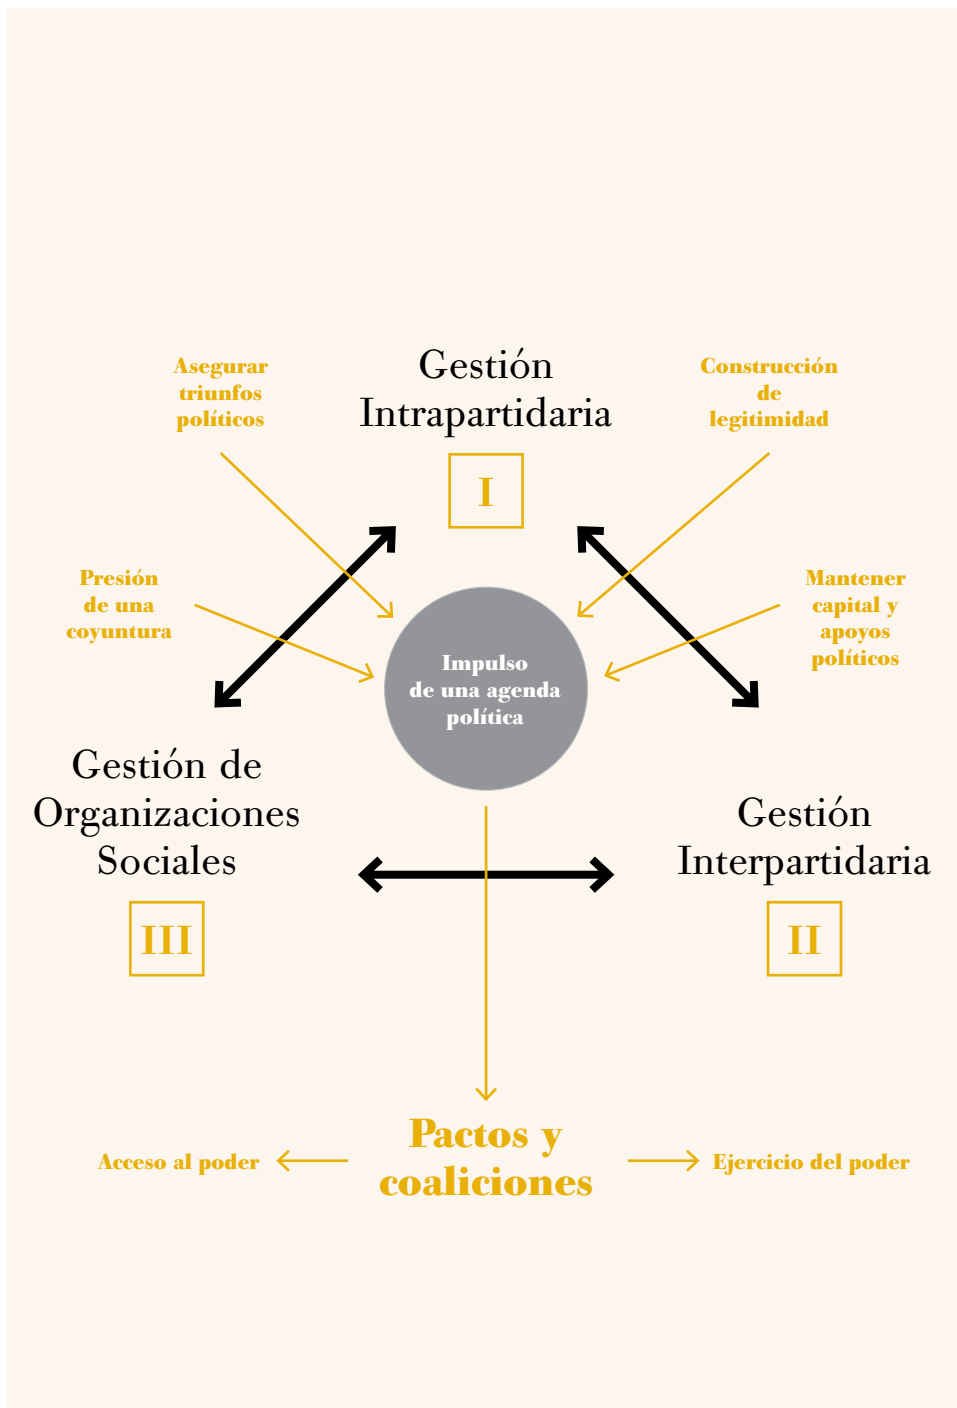 Asegurar
triunfos
políticos
Gestión
Intrapartidaria
I
Construcción
de
legitimidad
Presión
de una
coyuntura
Impulso
de una agenda
política
Mantener
capital y
apoyos
políticos
Gestión de
Organizaciones
Sociales
III
Gestión
Interpartidaria
II
Acceso al poder
Pactos y
coaliciones
Ejercicio del poder